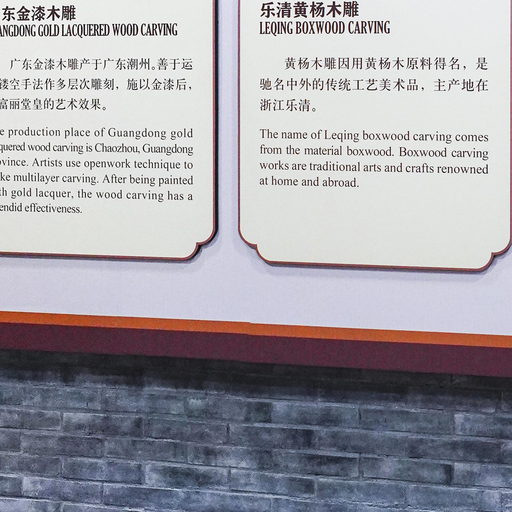 东金漆木雕
ANGDONG GOLD LACQUERED WOOD CARVING
广东金漆木雕产于广东潮州。善于运
镂空手法作多层次雕刻，施以金漆后，
富丽堂皇的艺术效果。
e production place of Guangdong gold
quered wood carving is Chaozhou, Guangdong
ovince. Artists use openwork technique to
ke multilayer carving. After being painted
th gold lacquer, the wood carving has a
endid effectiveness.
乐清黄杨木雕
LEQING BOXWOOD CARVING
黄杨木雕因用黄杨木原料得名，是
驰名中外的传统工艺美术品，主产地在
浙江乐清。
The name of Leqing boxwood carving comes
from the material boxwood. Boxwood carving
works are traditional arts and crafts renowned
at home and abroad.